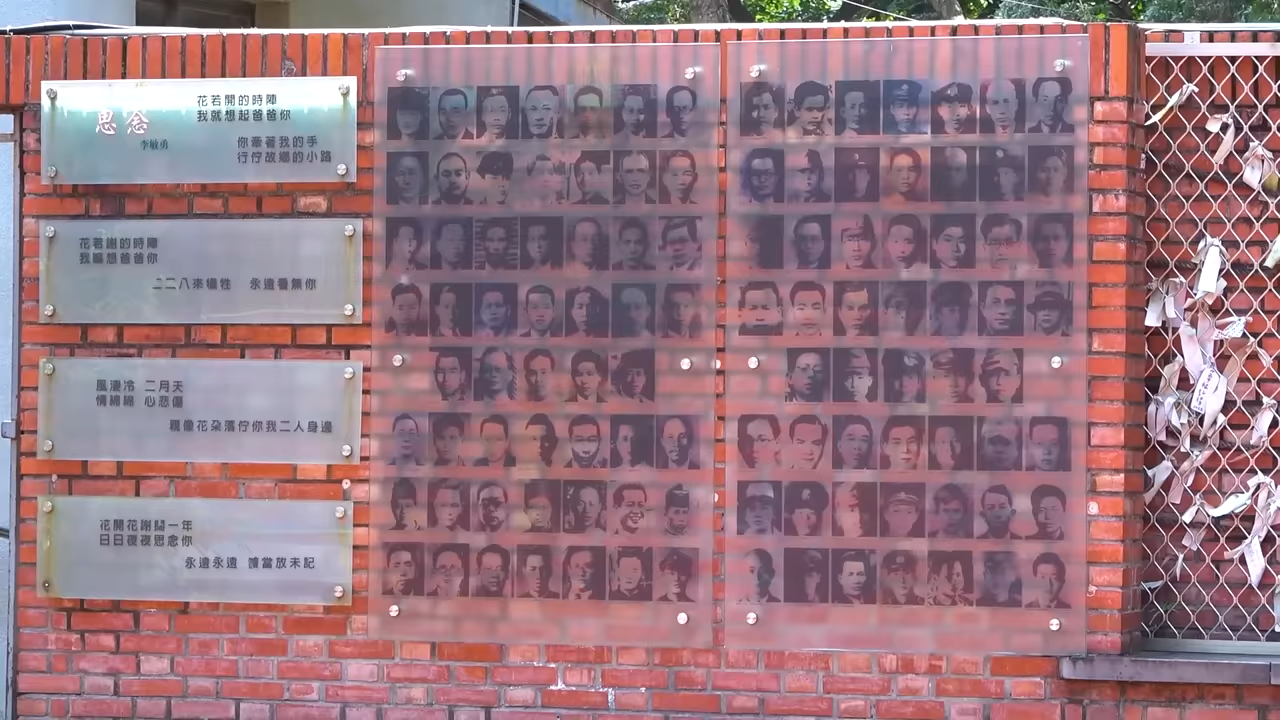 思念
李敏勇
花若開的時陣
我就想起爸爸你
你牽著我的手
行佇故鄉的小路
花若謝的時陣
我嘛想爸爸你
二二八來犧牲 永遠看無你
風凄冷 二月天
情綿綿 心悲傷
親像花朵落佇你我二人身邊
花開花謝鬪一年
日日夜夜思念你
永遠永遠 嘸當放未記